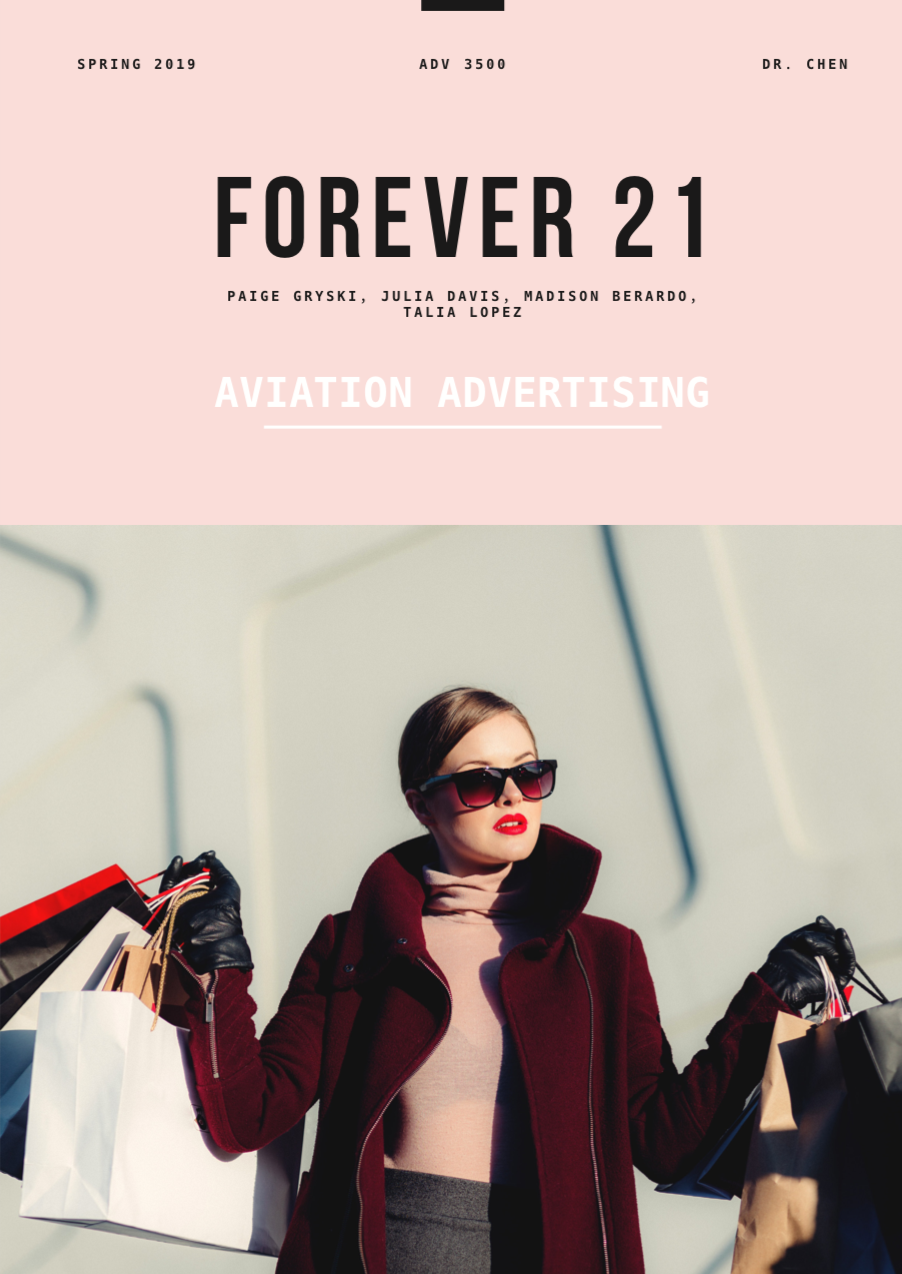 SPRING 2019
ADV 3500
DR. CHEN
FOREVER 21
PAIGE GRYSKI, JULIA DAVIS, MADISON BERARDO,
TALIA LOPEZ
AVIATION ADVERTISING